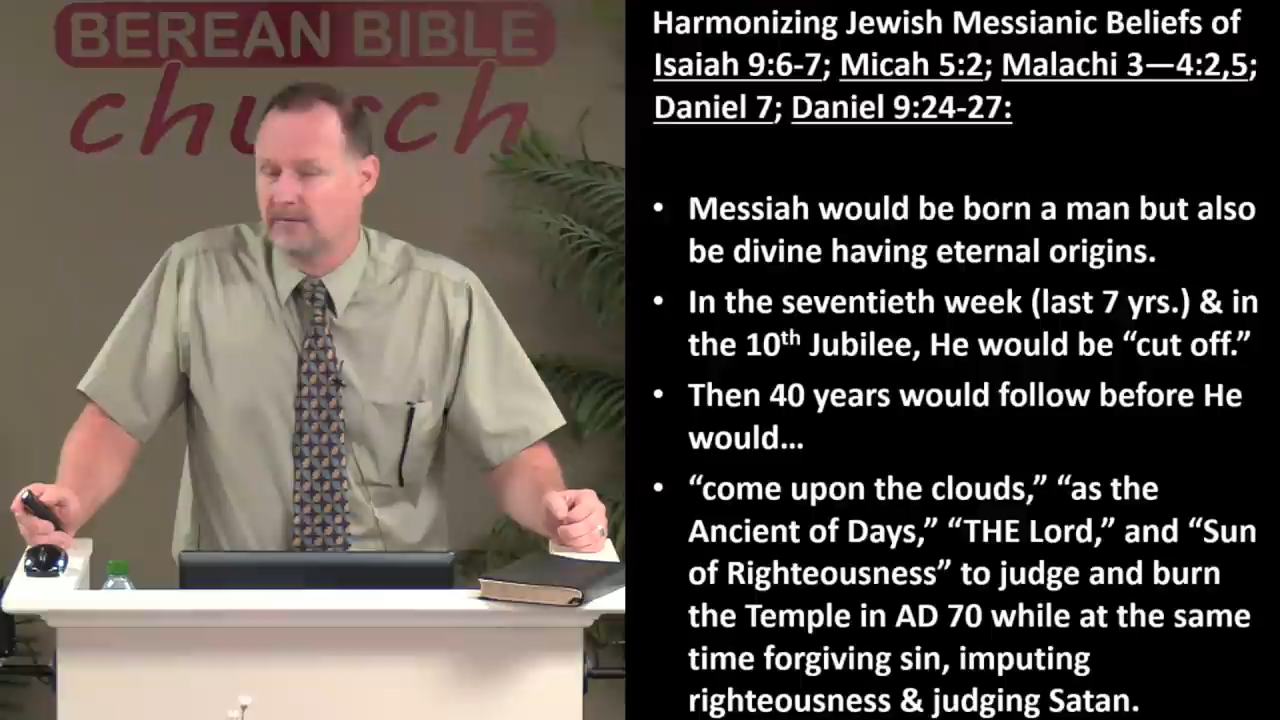 BEREAN BIBLE
church
Harmonizing Jewish Messianic Beliefs of
Isaiah 9:6-7; Micah 5:2; Malachi 3—4:2,5;
Daniel 7; Daniel 9:24-27:
• Messiah would be born a man but also
be divine having eternal origins.
• In the seventieth week (last 7 yrs.) & in
the 10th Jubilee, He would be “cut off.”
• Then 40 years would follow before He
would…
• “come upon the clouds,” “as the
Ancient of Days,” “THE Lord,” and “Sun
of Righteousness” to judge and burn
the Temple in AD 70 while at the same
time forgiving sin, imputing
righteousness & judging Satan.